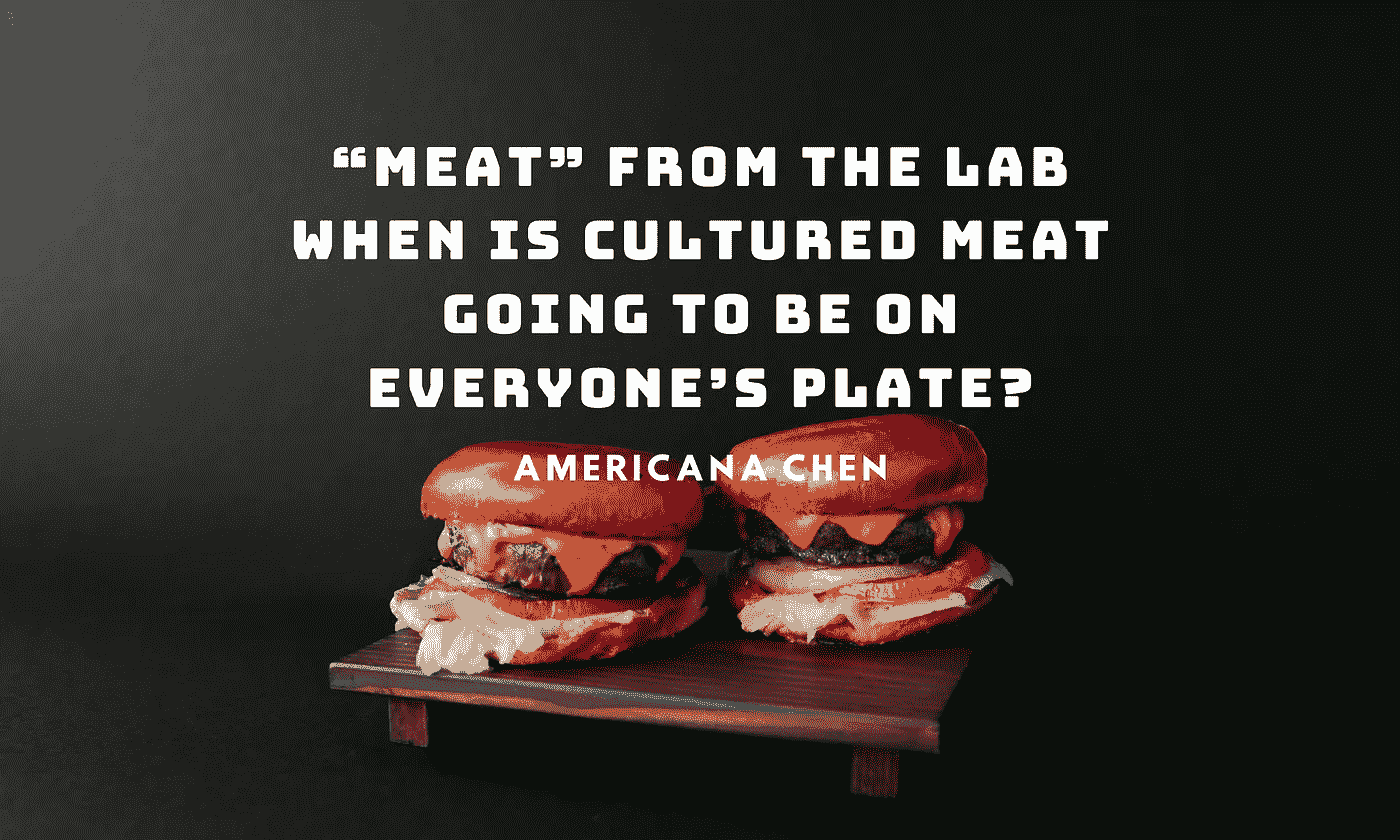 “MEAT” FROM THE LAB
WHEN IS CULTURED MEAT
GOING TO BE ON
EVERYONE’S PLATE?
AMERICANA CHEN